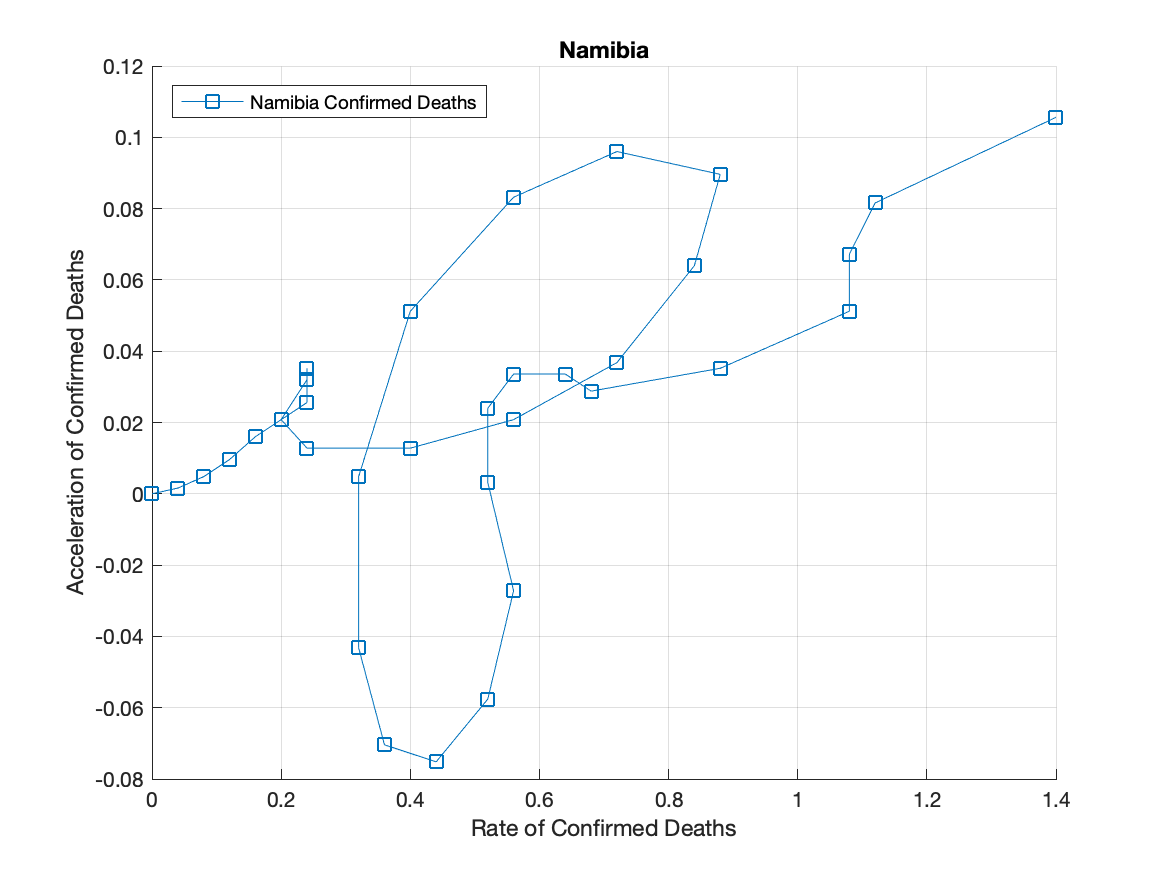 Namibia
Namibia Confirmed Deaths
0.12
0.1
0.08
0.06
0.04
0.02
0
-0.02
-0.04
-0.06
-0.08
Acceleration of Confirmed Deaths
0 0.2 0.4 0.6 0.8 1 1.2 1.4
Rate of Confirmed Deaths